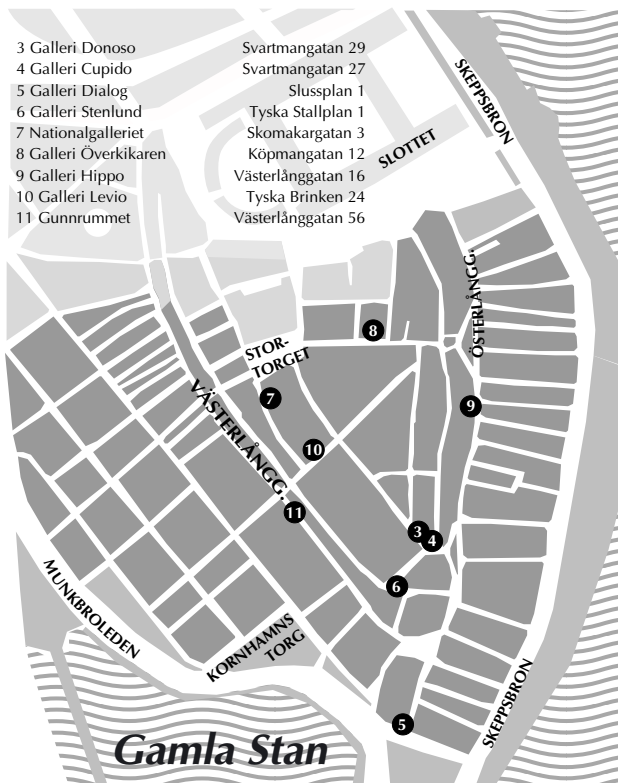 3 Galleri Donoso Svartmangatan 29
4 Galleri Cupido Svartmangatan 27
5 Galleri Dialog Slussplan 1
6 Galleri Stenlund Tyska Stallplan 1
7 Nationalgalleriet Skomakargatan 3
8 Galleri Överkikaren Köpmangatan 12
9 Galleri Hippo Västerlånggatan 16
10 Galleri Levio Tyska Brinken 24
11 Gunnrummet Västerlånggatan 56
SKEPPSBRON
SLOTTET
ÖSTERLÅNGG.
8
STOR-
TORGET
7
VÄSTERLÅNGG.
9
10
11
3
4
6
MUNKBROLEDEN
KORNHAMNS
TORG
SKEPPSBRON
5
Gamla Stan